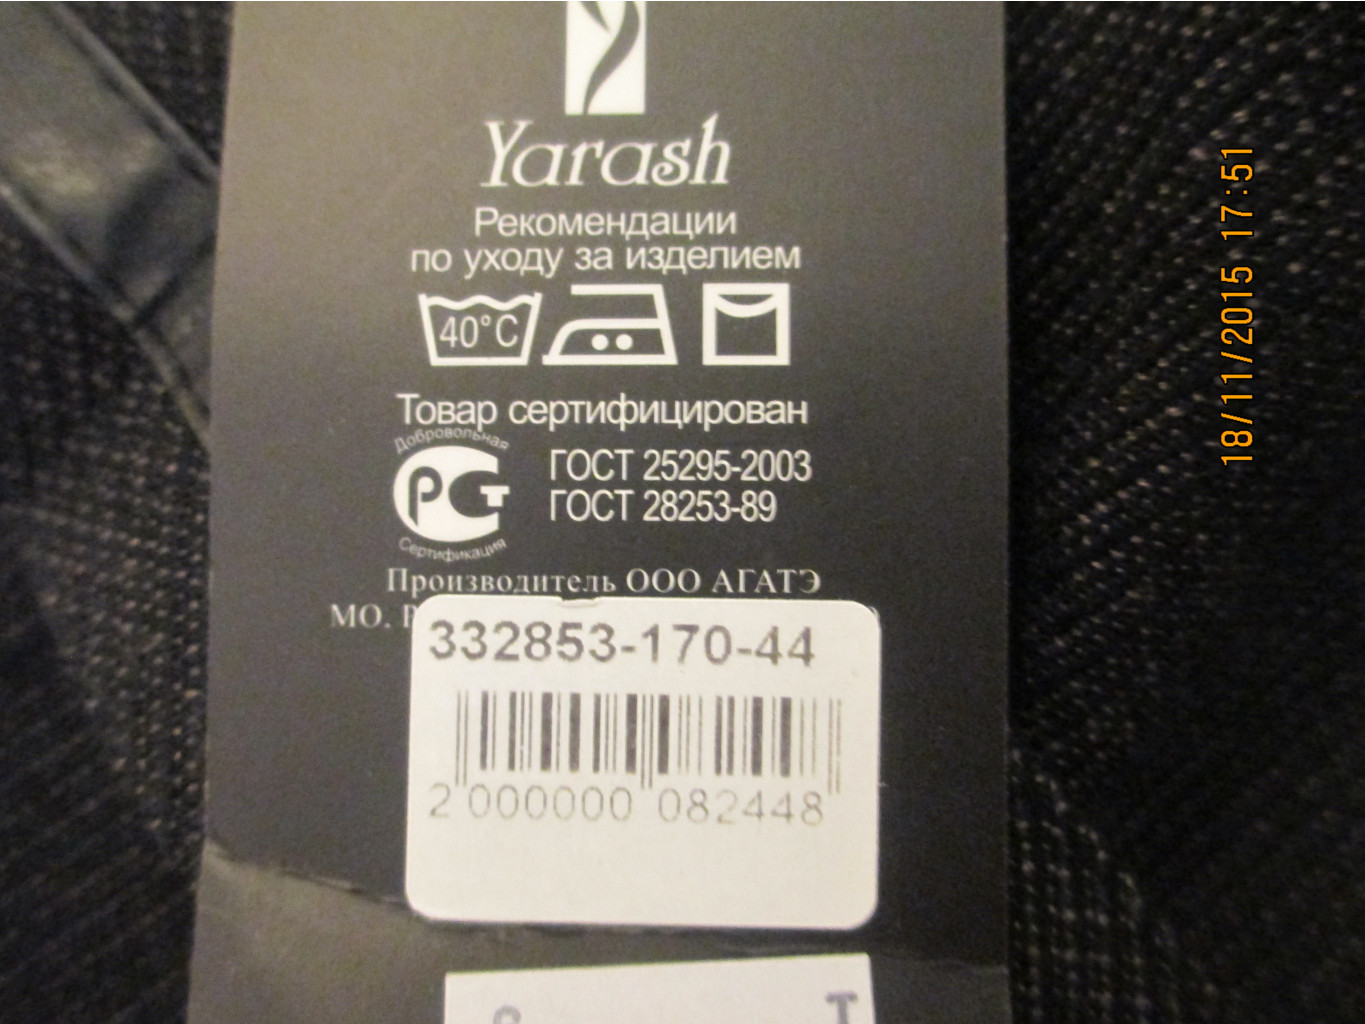 Yarash
Рекомендации
по уходу за изделием
40°C
Товар сертифицирован
Добровольная
РСТ
Сертификация
ГОСТ 25295-2003
ГОСТ 28253-89
Производитель ООО АГАТЭ
МО.
332853-170-44
2 000000 082448
18/11/2015 17:51